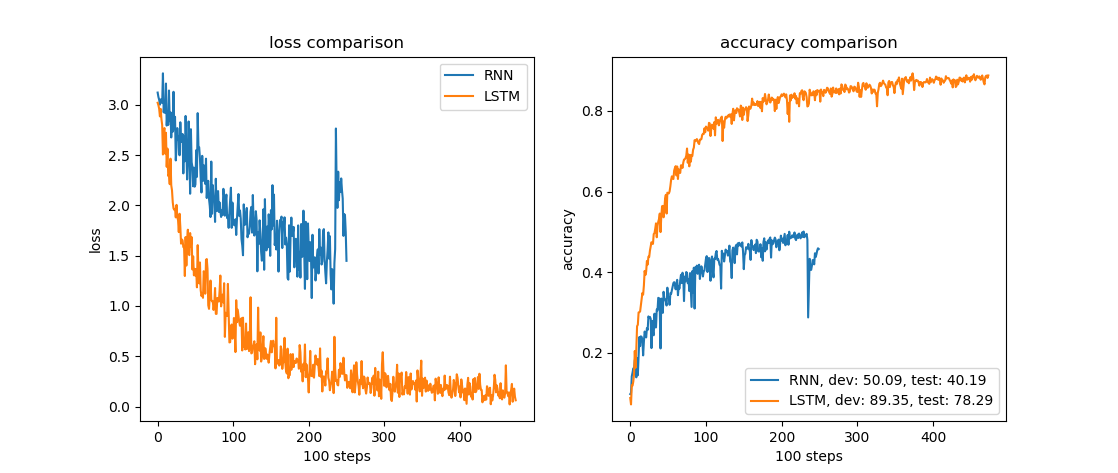 loss comparison
RNN
LSTM
3.0
2.5
2.0
1.5
1.0
0.5
0.0
loss
0
100
200
300
400
100 steps
accuracy comparison
0.8
0.6
0.4
0.2
accuracy
RNN, dev: 50.09, test: 40.19
LSTM, dev: 89.35, test: 78.29
0
100
200
300
400
100 steps